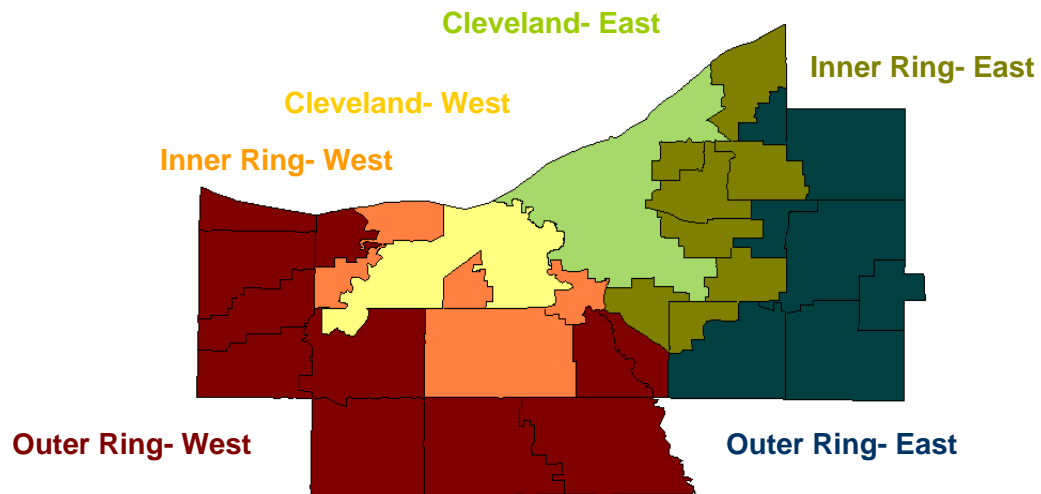 Cleveland- East
Inner Ring- East
Cleveland- West
Inner Ring- West
Outer Ring- West
Outer Ring- East